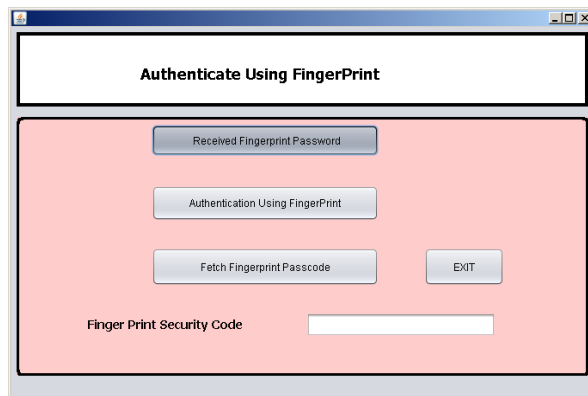 Authenticate Using FingerPrint
Received Fingerprint Password
Authentication Using FingerPrint
Fetch Fingerprint Passcode
EXIT
Finger Print Security Code